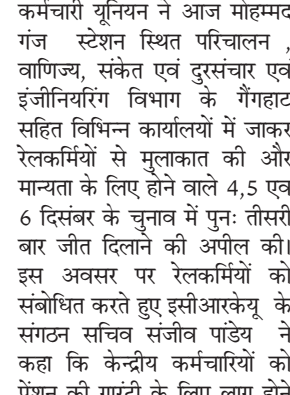 कर्मचारी यूनियन ने आज मोहम्मद
गंज स्टेशन स्थित परिचालन ,
वाणिज्य, संकेत एवं दुरसंचार एवं
इंजीनियरिंग विभाग के गैंगहाट
सहित विभिन्न कार्यालयों में जाकर
रेलकर्मियों से मुलाकात की और
मान्यता के लिए होने वाले 4,5 एव
6 दिसंबर के चुनाव में पुनः तीसरी
बार जीत दिलाने की अपील की।
इस अवसर पर रेलकर्मियों को
संबोधित करते हुए इसीआरकेयू के
संगठन सचिव संजीव पांडेय ने
कहा कि केन्द्रीय कर्मचारियों को
पेंशन की गारंटी के लिए लागू होने